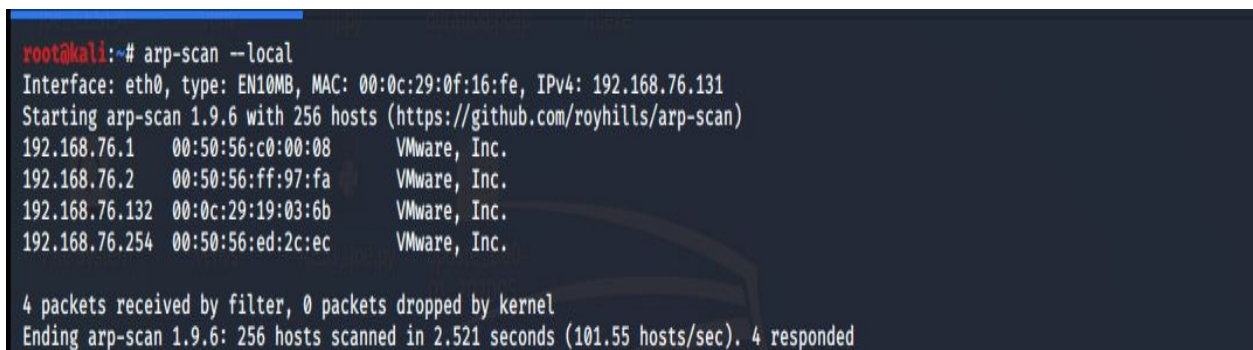 root@kali:~# arp-scan --local
Interface: eth0, type: EN10MB, MAC: 00:0c:29:0f:16:fe, IPv4: 192.168.76.131
Starting arp-scan 1.9.6 with 256 hosts (https://github.com/royhills/arp-scan)
192.168.76.1 00:50:56:c0:00:08 VMware, Inc.
192.168.76.2 00:50:56:ff:97:fa VMware, Inc.
192.168.76.132 00:0c:29:19:03:6b VMware, Inc.
192.168.76.254 00:50:56:ed:2c:ec VMware, Inc.
4 packets received by filter, 0 packets dropped by kernel
Ending arp-scan 1.9.6: 256 hosts scanned in 2.521 seconds (101.55 hosts/sec). 4 responded